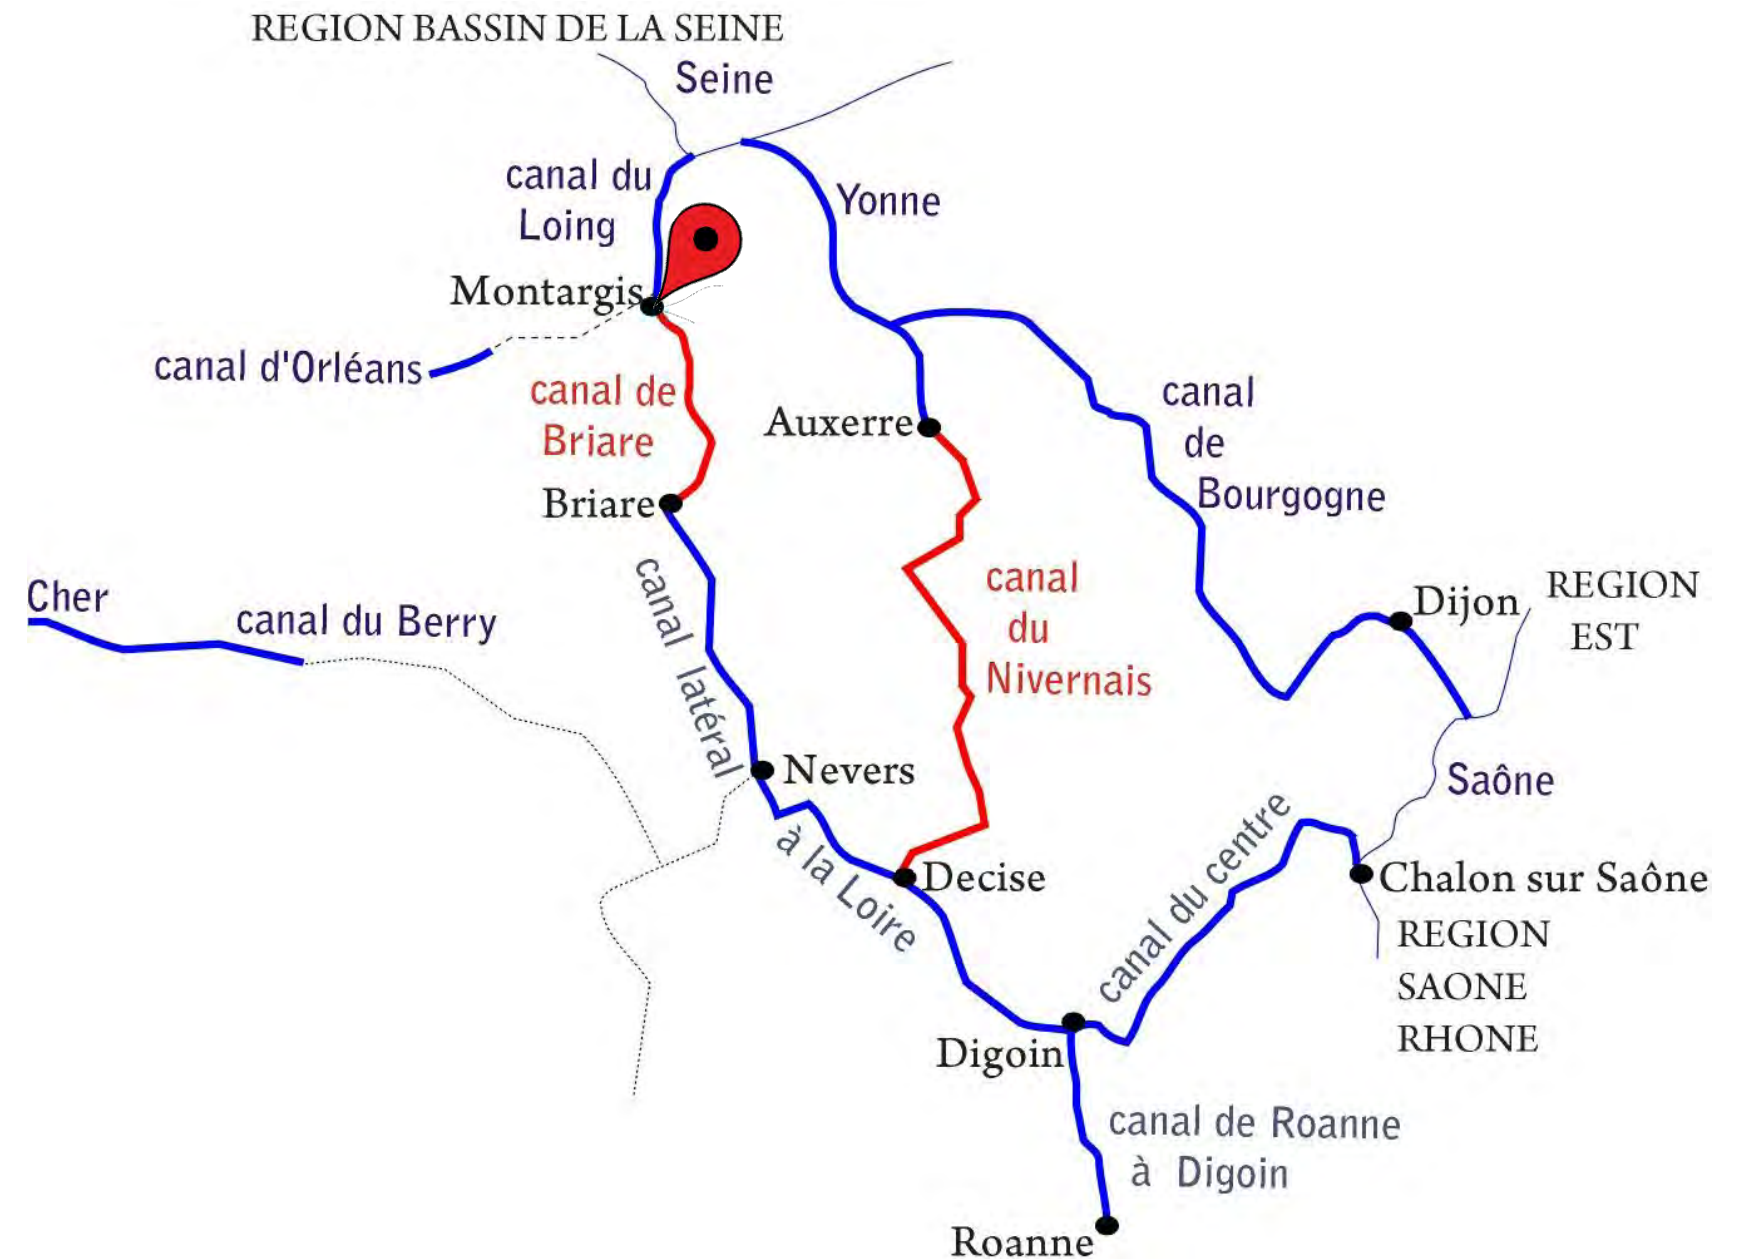 REGION BASSIN DE LA SEINE
Seine
canal du
Loing
Yonne
Montargis
canal d'Orléans
canal de
Briare
Auxerre
canal
de
Bourgogne
Briare
Cher
canal du Berry
canal latéral
à la Loire
canal
du
Nivernais
Dijon
REGION
EST
Nevers
Saône
Decise
canal du centre
Chalon sur Saône
REGION
SAONE
RHONE
Digoin
canal de Roanne
à Digoin
Roanne